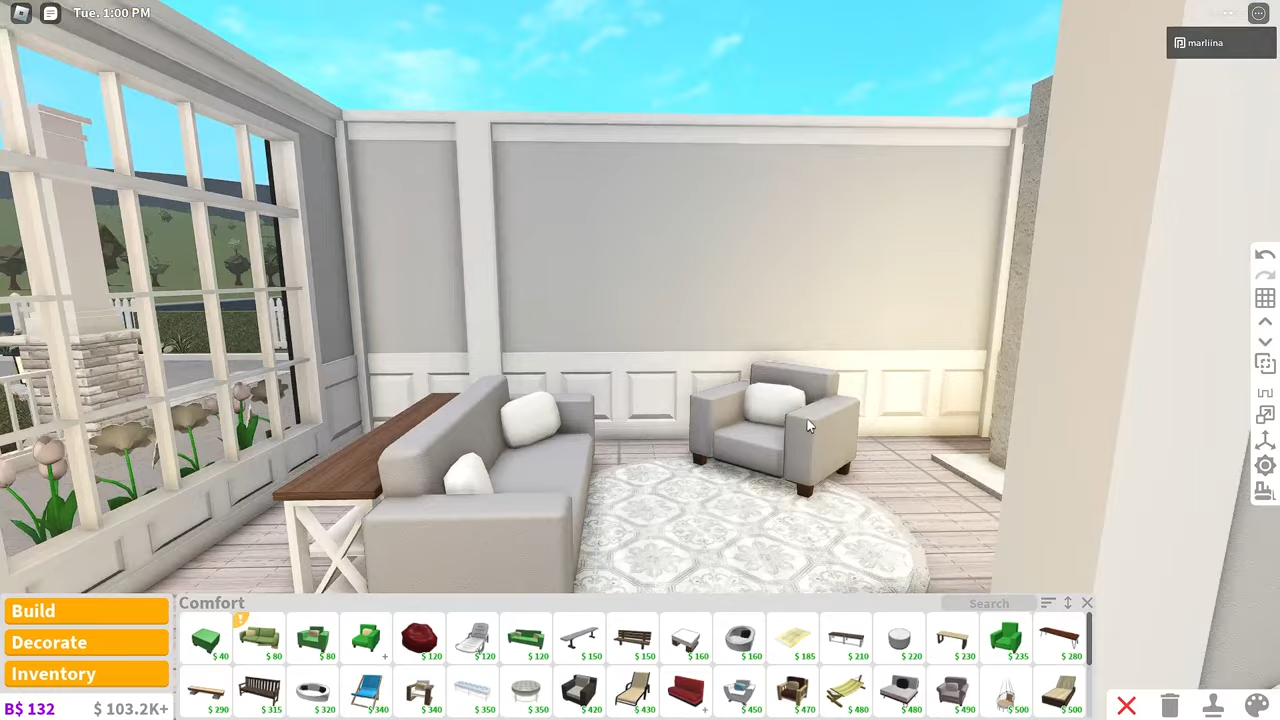 Tue. 1:00 PM
marliina
Build
Decorate
Inventory
B$ 132 $ 103.2K+
Comfort
Search
$ 40 $ 80 $ 80 + $ 120 $ 120 $ 120 $ 150 $ 150 $ 160 $ 160 $ 185 $ 210 $ 220 $ 230 $ 235 $ 280
$ 290 $ 315 $ 320 $ 340 $ 340 $ 350 $ 350 $ 420 $ 430 + $ 450 $ 470 $ 480 $ 480 $ 490 $ 500 $ 500